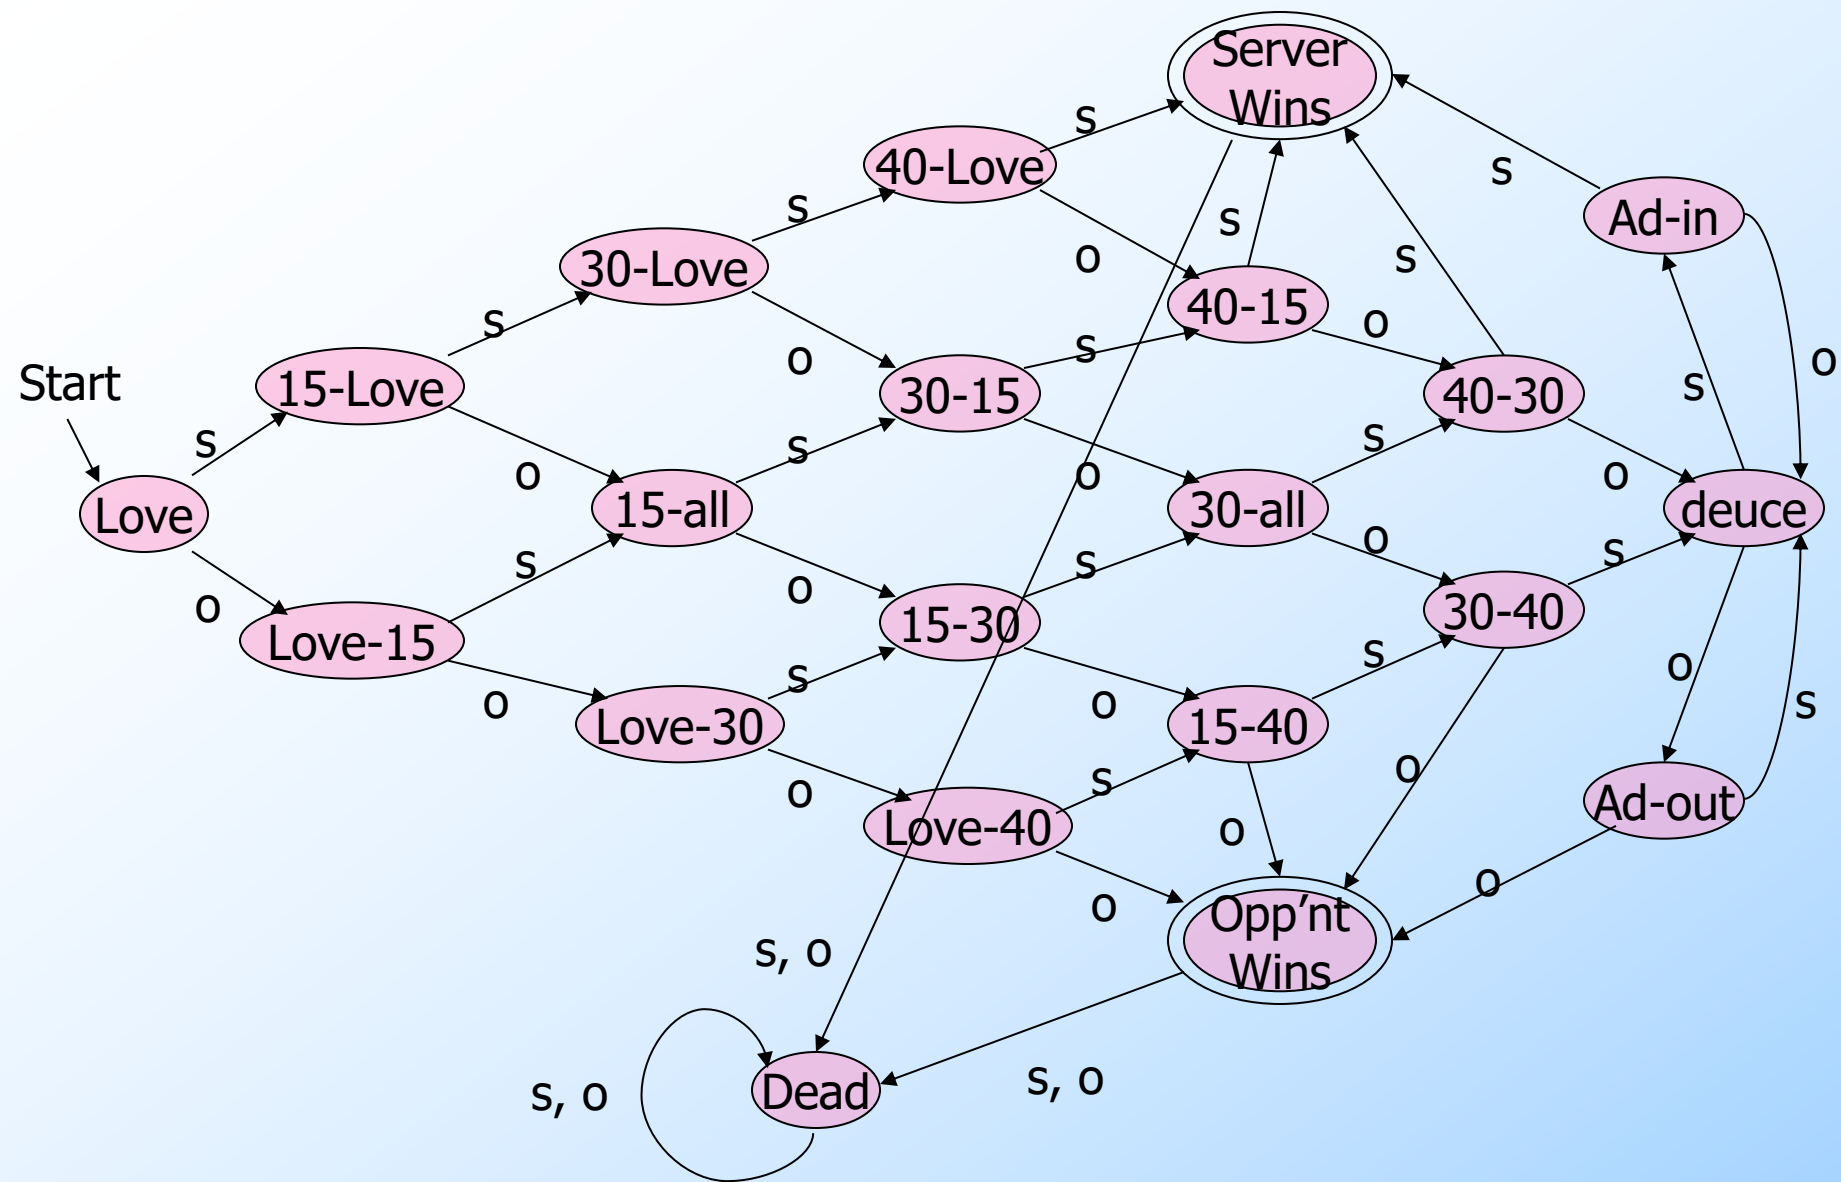 Server
Wins
s
40-Love
s
s
Ad-in
s
30-Love
s
o
s
40-15
o
s
s
o
s
o
Start
15-Love
o
30-15
40-30
s
s
o
s
s
o
o
o
Love
15-all
30-all
deuce
s
s
o
s
o
o
30-40
Love-15
15-30
o
s
o
o
s
s
Love-30
15-40
o
o
s
o
Ad-out
Love-40
o
o
o
Opp’nt
Wins
s, o
s, o
s, o
Dead